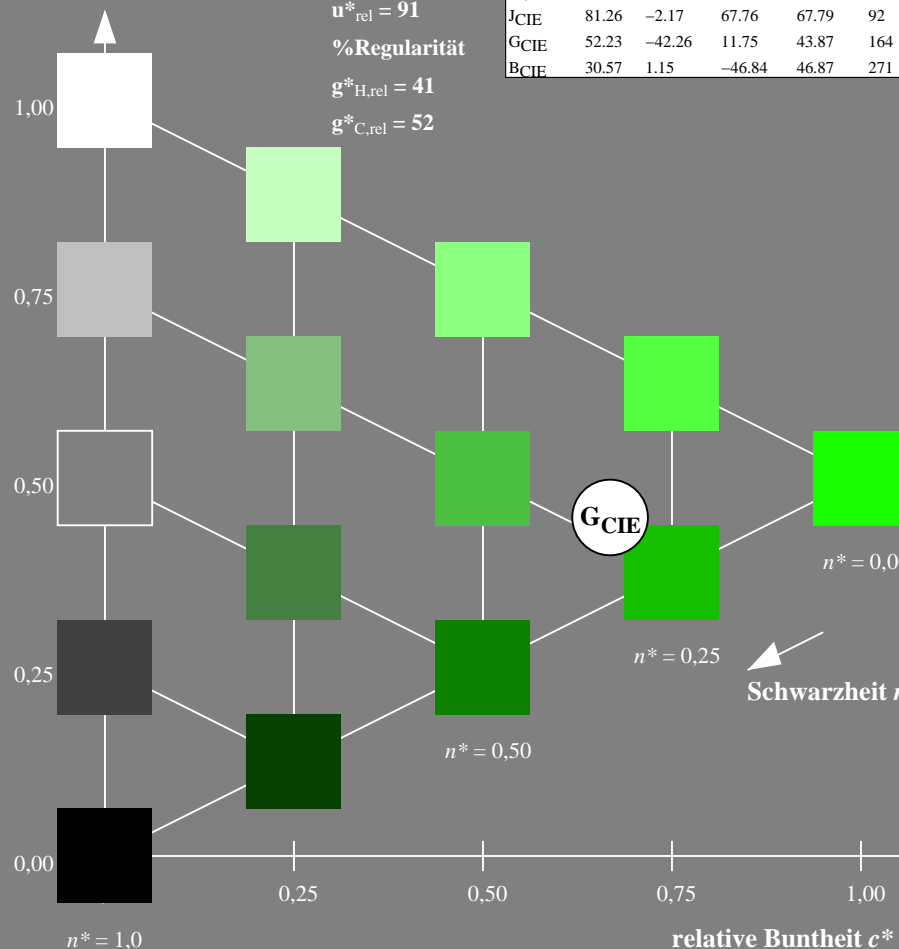 u*rel = 91
%Regularität
g*H,rel = 41
g*C,rel = 52
JCIE 81.26 −2.17 67.76 67.79 92
GCIE 52.23 −42.26 11.75 43.87 164
BCIE 30.57 1.15 −46.84 46.87 271
1,00
0,75
0,50
GCIE
n* = 0,0
n* = 0,25
0,25
Schwarzheit n
n* = 0,50
0,00
0,25 0,50 0,75 1,00
n* = 1,0
relative Buntheit c*